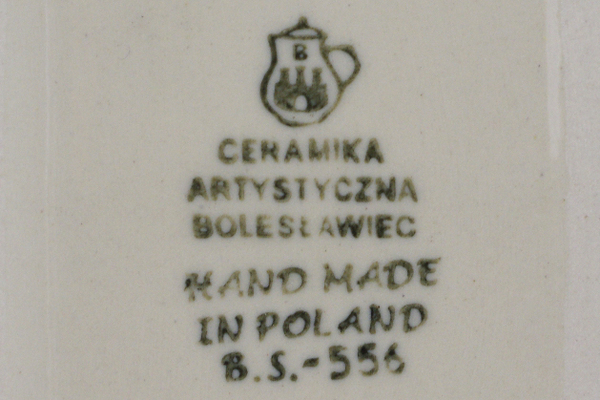 B
CERAMIKA
ARTYSTYCZNA
BOLESŁAWIEC
HAND MADE
IN POLAND
B.S.-556